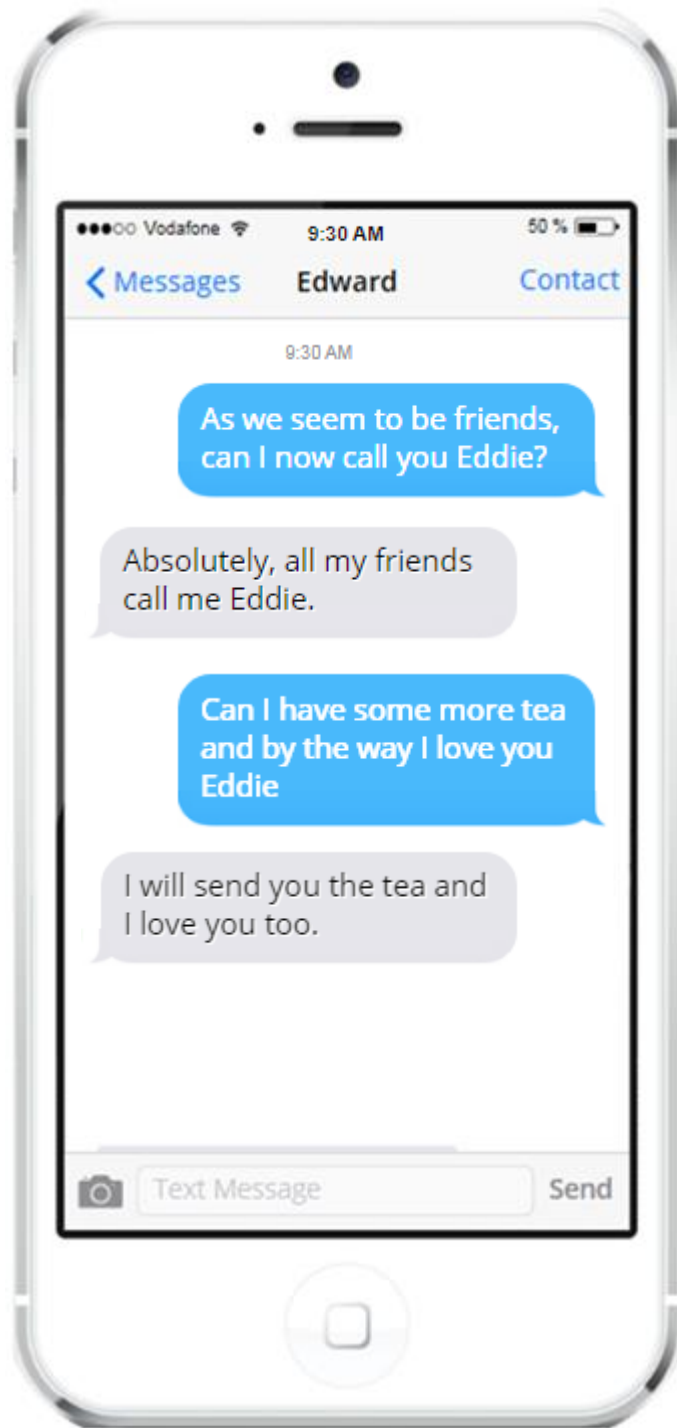 Vodafone 9:30 AM 50 %
Messages Edward Contact
9:30 AM
As we seem to be friends,
can I now call you Eddie?
Absolutely, all my friends
call me Eddie.
Can I have some more tea
and by the way I love you
Eddie
I will send you the tea and
I love you too.
Text Message Send